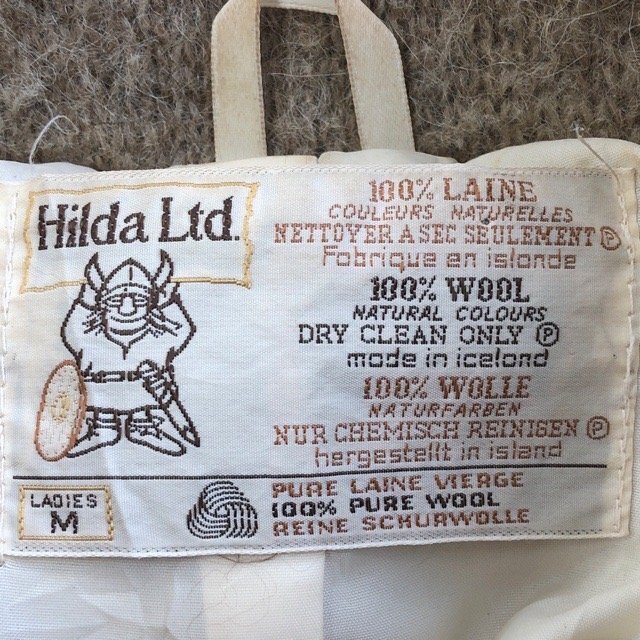 Hilda Ltd.
100% LAINE
COULEURS NATURELLES
NETTOYER A SEC SEULEMENT Ⓟ
Fabrique en islande
100% WOOL
NATURAL COLOURS
DRY CLEAN ONLY Ⓟ
made in iceland
100% WOLLE
NATURFARBEN
NUR CHEMISCH REINIGEN Ⓟ
hergestellt in island
LADIES
M
PURE LAINE VIERGE
100% PURE WOOL
REINE SCHURWOLLE